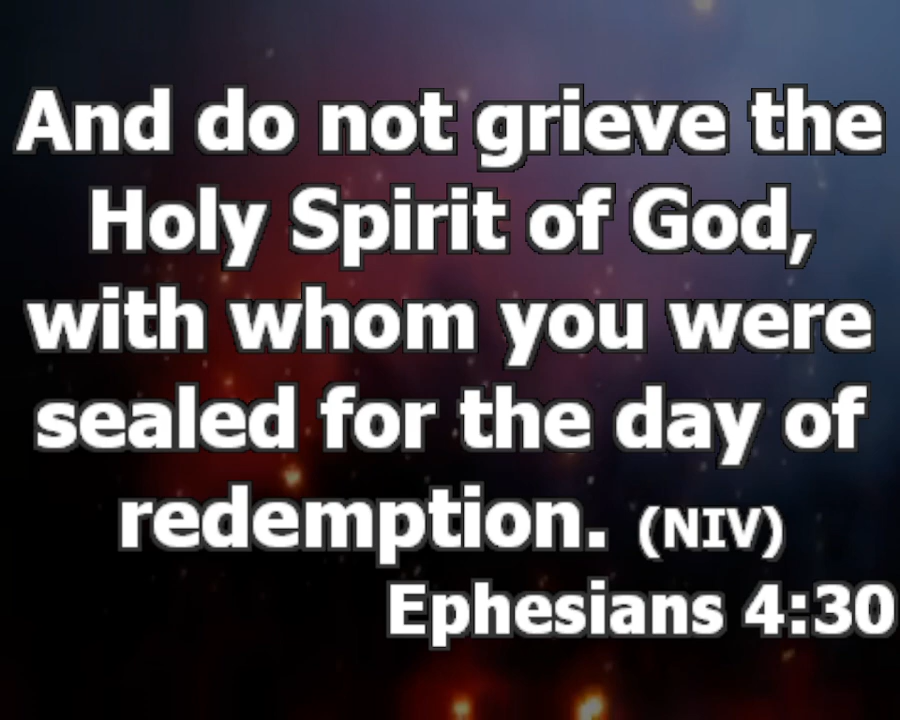 And do not grieve the
Holy Spirit of God,
with whom you were
sealed for the day of
redemption. (NIV)
Ephesians 4:30